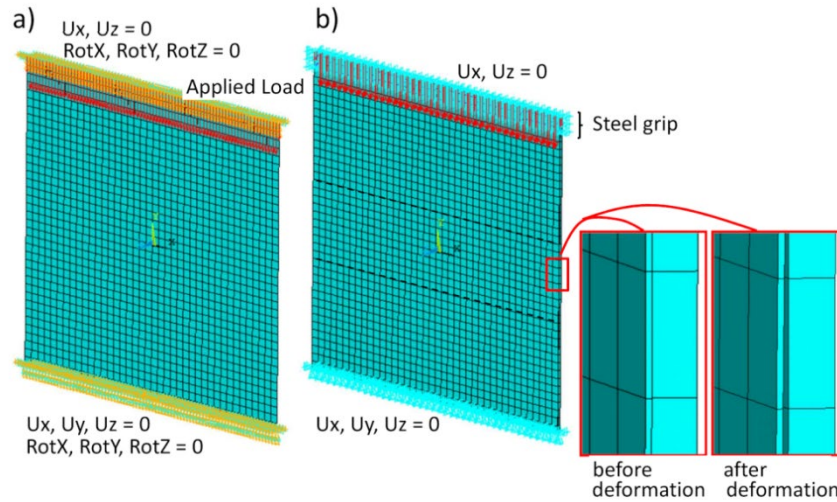 a)
Ux, Uz = 0
RotX, RotY, RotZ = 0
Applied Load
Ux, Uy, Uz = 0
RotX, RotY, RotZ = 0
b)
Ux, Uz = 0
Steel grip
Ux, Uy, Uz = 0
before
deformation
after
deformation